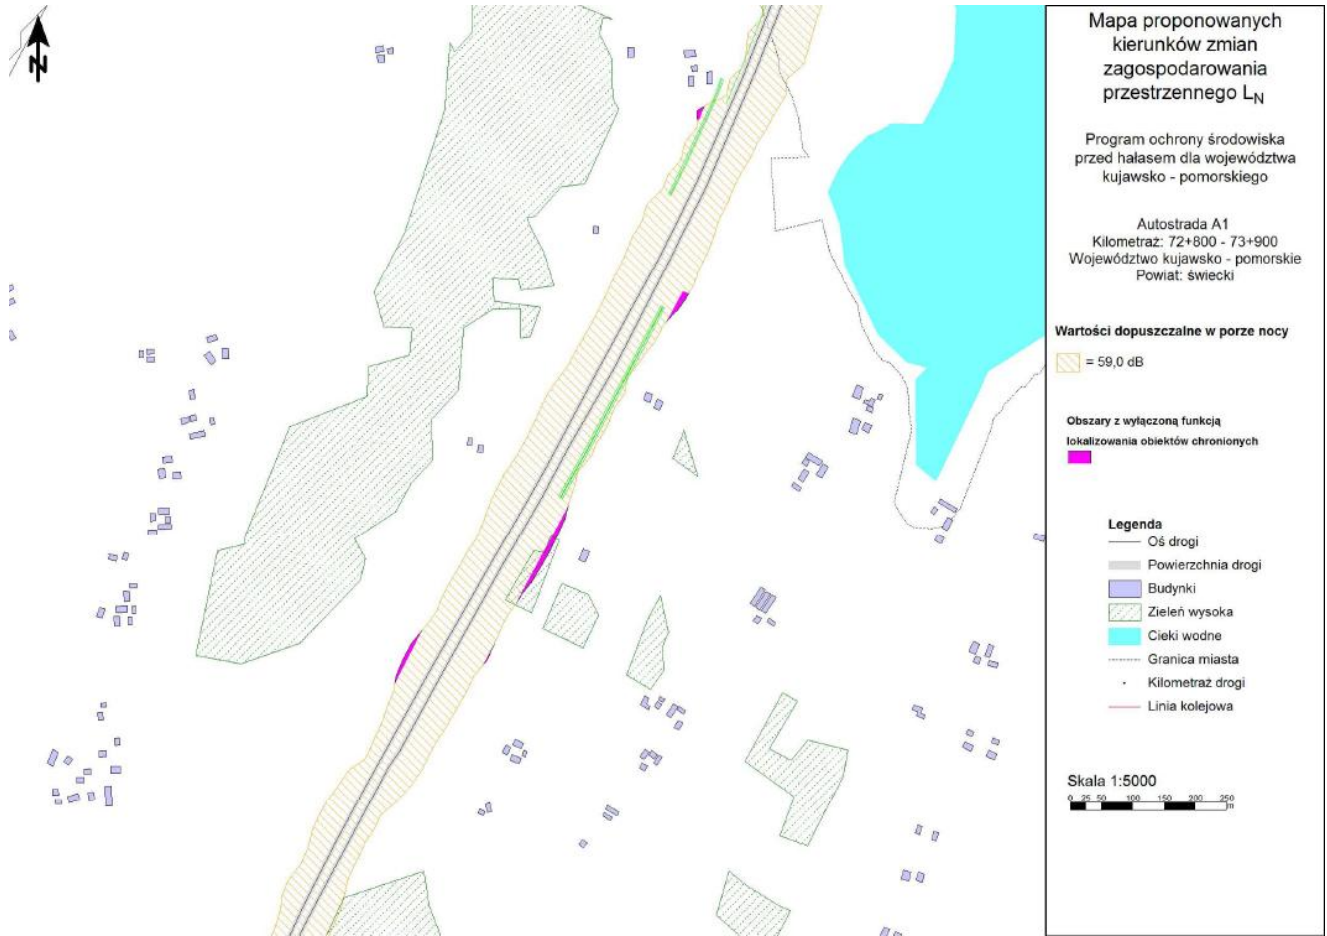 N
Mapa proponowanych
kierunków zmian
zagospodarowania
przestrzennego LN
Program ochrony środowiska
przed hałasem dla województwa
kujawsko - pomorskiego
Autostrada A1
Kilometraż: 72+800 - 73+900
Województwo kujawsko - pomorskie
Powiat: świecki
Wartości dopuszczalne w porze nocy
= 59,0 dB
Obszary z wyłączoną funkcją
lokalizowania obiektów chronionych
Legenda
Oś drogi
Powierzchnia drogi
Budynki
Zieleń wysoka
Cieki wodne
Granica miasta
Kilometraż drogi
Linia kolejowa
Skala 1:5000
0 25 50 100 150 200 250
m